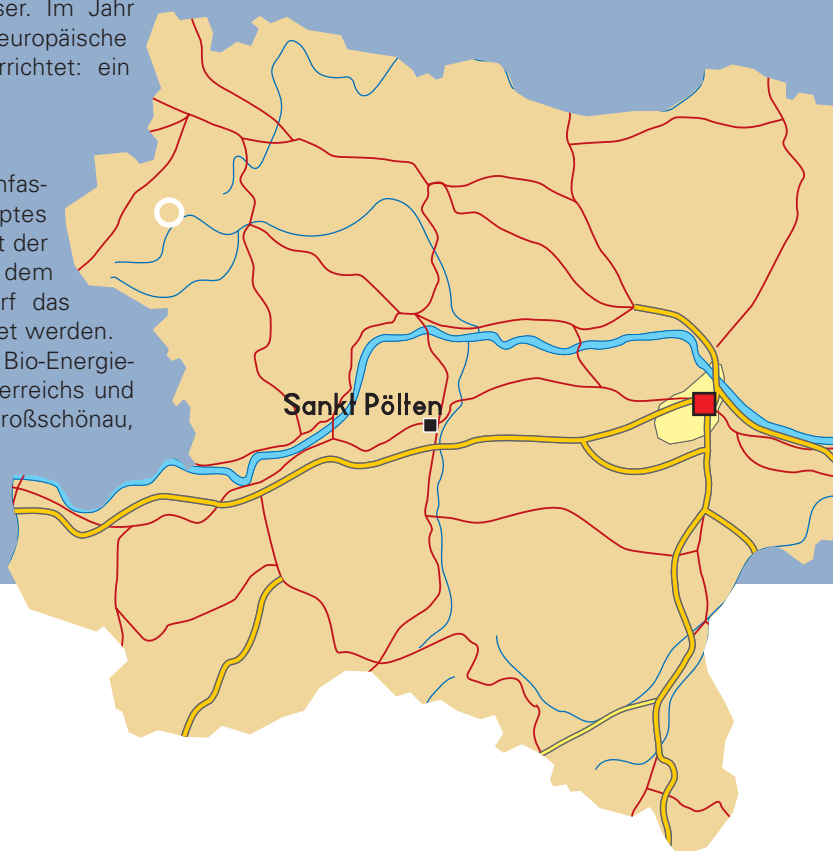 ser. Im Jahr
europäische
rrichtet: ein
nfas-
ptes
t der
dem
rf das
et werden.
Bio-Energie-
erreichs und
roßschönau,
Sankt Pölten